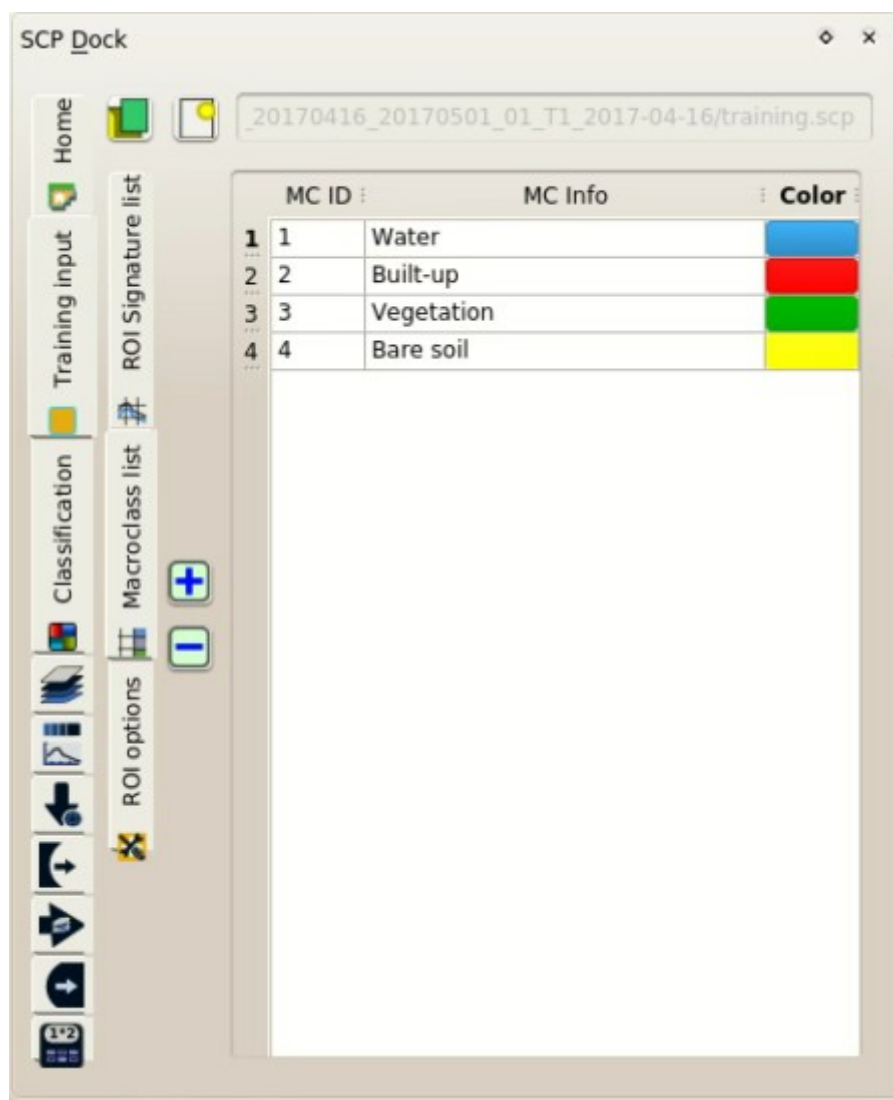 SCP Dock
_20170416_20170501_01_T1_2017-04-16/training.scp
Home
Training input
Classification
ROI Signature list
Macroclass list
ROI options
MC ID MC Info Color
1 1 Water
2 2 Built-up
3 3 Vegetation
4 4 Bare soil
1*2